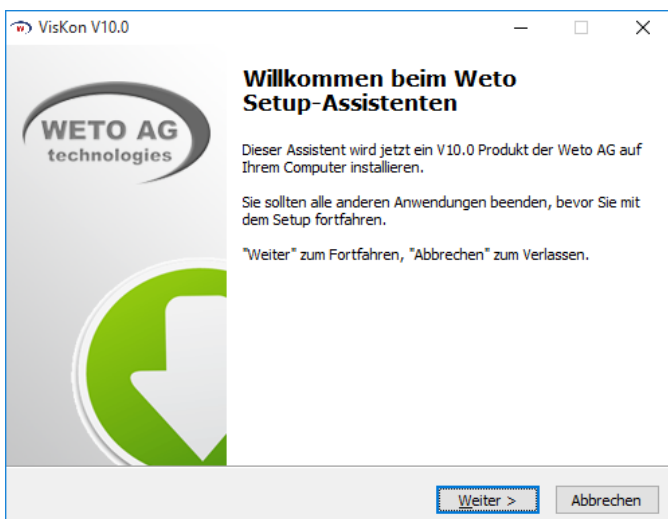 VisKon V10.0
WETO AG
technologies
Willkommen beim Weto
Setup-Assistenten
Dieser Assistent wird jetzt ein V10.0 Produkt der Weto AG auf
Ihrem Computer installieren.
Sie sollten alle anderen Anwendungen beenden, bevor Sie mit
dem Setup fortfahren.
"Weiter" zum Fortfahren, "Abbrechen" zum Verlassen.
Weiter >
Abbrechen